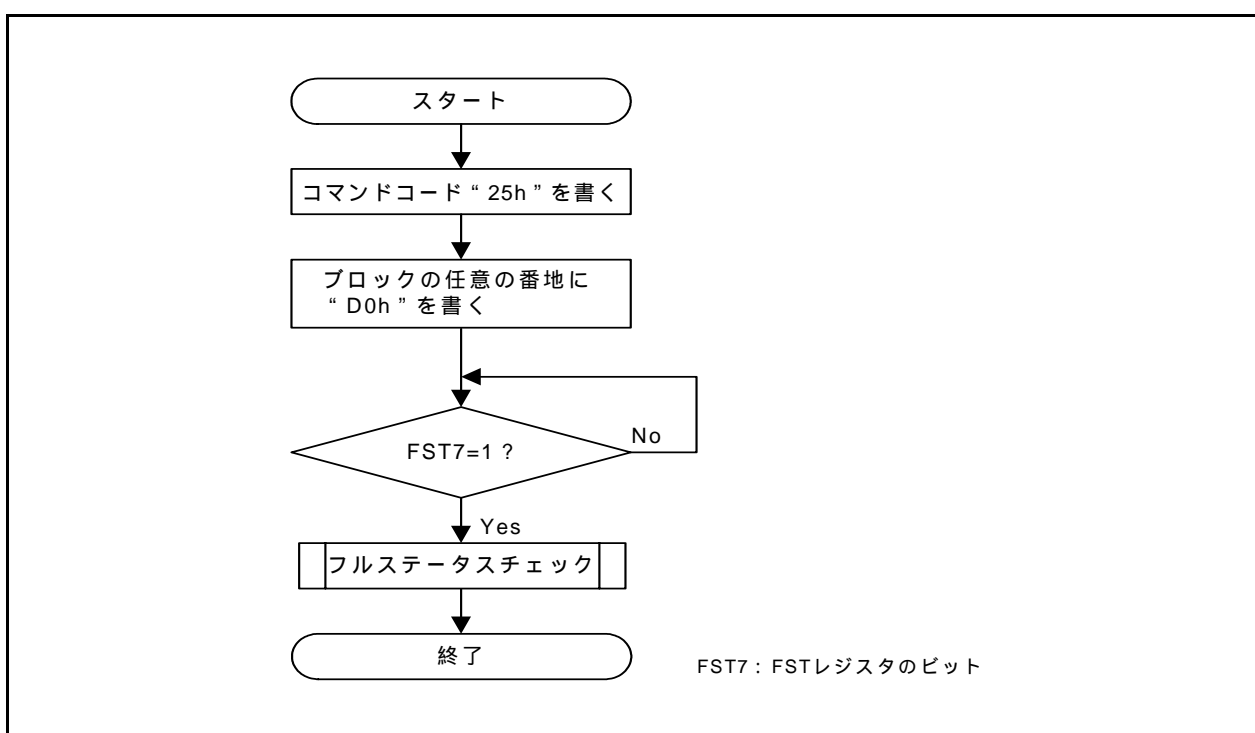 スタート
コマンドコード“25h”を書く
ブロックの任意の番地に
“D0h”を書く
FST7=1 ?
No
Yes
フルステータスチェック
終了
FST7 : FSTレジスタのビット